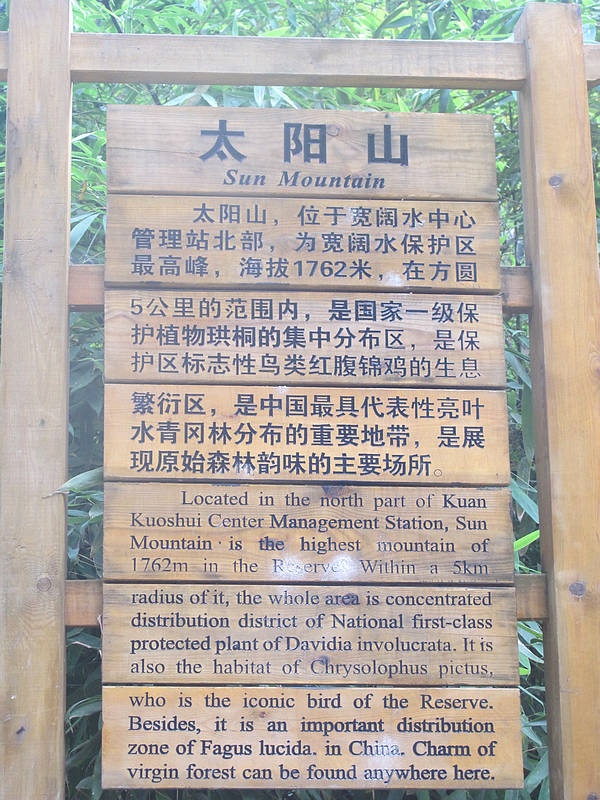 太阳山
Sun Mountain
太阳山，位于宽阔水中心
管理站北部，为宽阔水保护区
最高峰，海拔1762米，在方圆
5公里的范围内，是国家一级保
护植物珙桐的集中分布区，是保
护区标志性鸟类红腹锦鸡的生息
繁衍区，是中国最具代表性亮叶
水青冈林分布的重要地带，是展
现原始森林韵味的主要场所。
Located in the north part of Kuan
Kuoshui Center Management Station, Sun
Mountain is the highest mountain of
1762m in the Reserve. Within a 5km
radius of it, the whole area is concentrated
distribution district of National first-class
protected plant of Davidia involucrata. It is
also the habitat of Chrysolophus pictus,
who is the iconic bird of the Reserve.
Besides, it is an important distribution
zone of Fagus lucida. in China. Charm of
virgin forest can be found anywhere here.